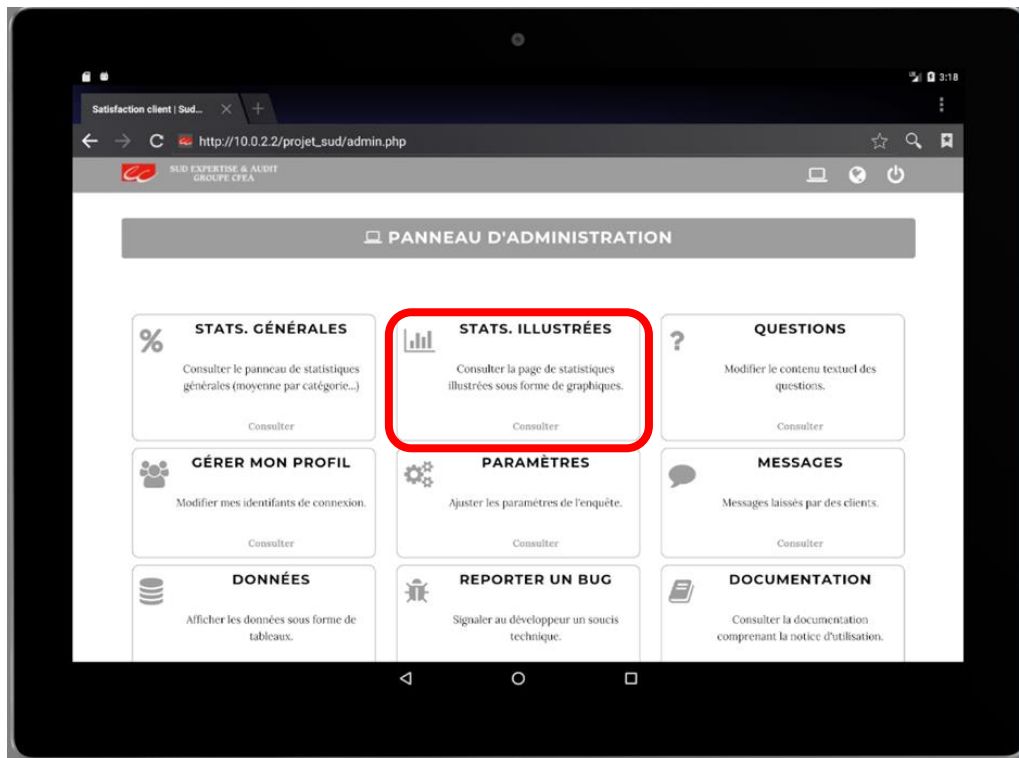 3:18
Satisfaction client | Sud...
http://10.0.2.2/projet_sud/admin.php
SUD EXPERTISE & AUDIT
GROUPE CFEA
PANNEAU D'ADMINISTRATION
STATS. GÉNÉRALES
Consulter le panneau de statistiques
générales (moyenne par catégorie...)
Consulter
STATS. ILLUSTRÉES
Consulter la page de statistiques
illustrées sous forme de graphiques.
Consulter
QUESTIONS
Modifier le contenu textuel des
questions.
Consulter
GÉRER MON PROFIL
Modifier mes identifants de connexion.
Consulter
PARAMÈTRES
Ajuster les paramètres de l'enquête.
Consulter
MESSAGES
Messages laissés par des clients.
Consulter
DONNÉES
Afficher les données sous forme de
tableaux.
REPORTER UN BUG
Signaler au développeur un soucis
technique.
DOCUMENTATION
Consulter la documentation
comprenant la notice d'utilisation.